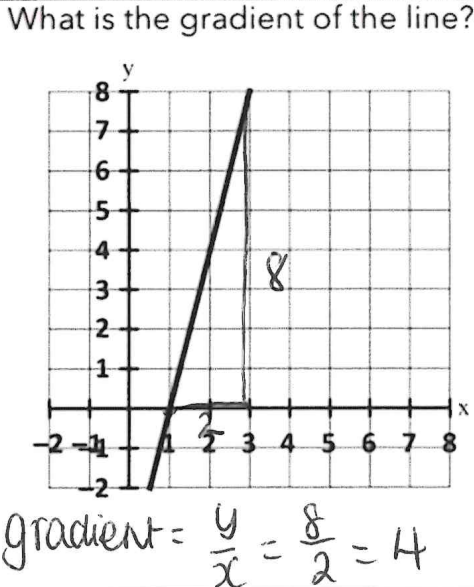 What is the gradient of the line?
y
8
7
6
5
4
3
2
1
8
x
2
-2 -1 1 2 3 4 5 6 7 8
-1
-2
gradient = y/x = 8/2 = 4